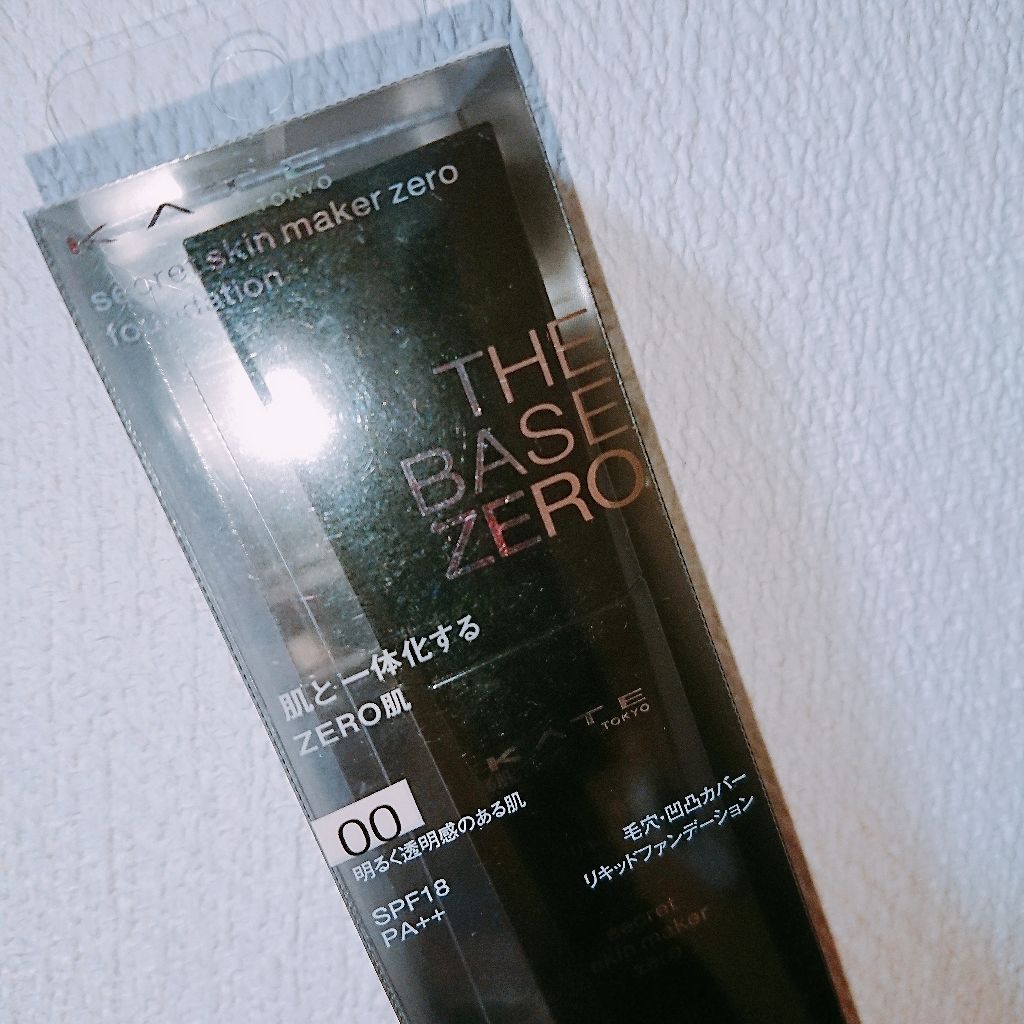 KATE
TOKYO
secret skin maker zero
foundation
THE
BASE
ZERO
肌と一体化する
ZERO肌
KATE
TOKYO
00
明るく透明感のある肌
毛穴・凹凸カバー
リキッドファンデーション
SPF18
PA++
secret
skin maker
zero